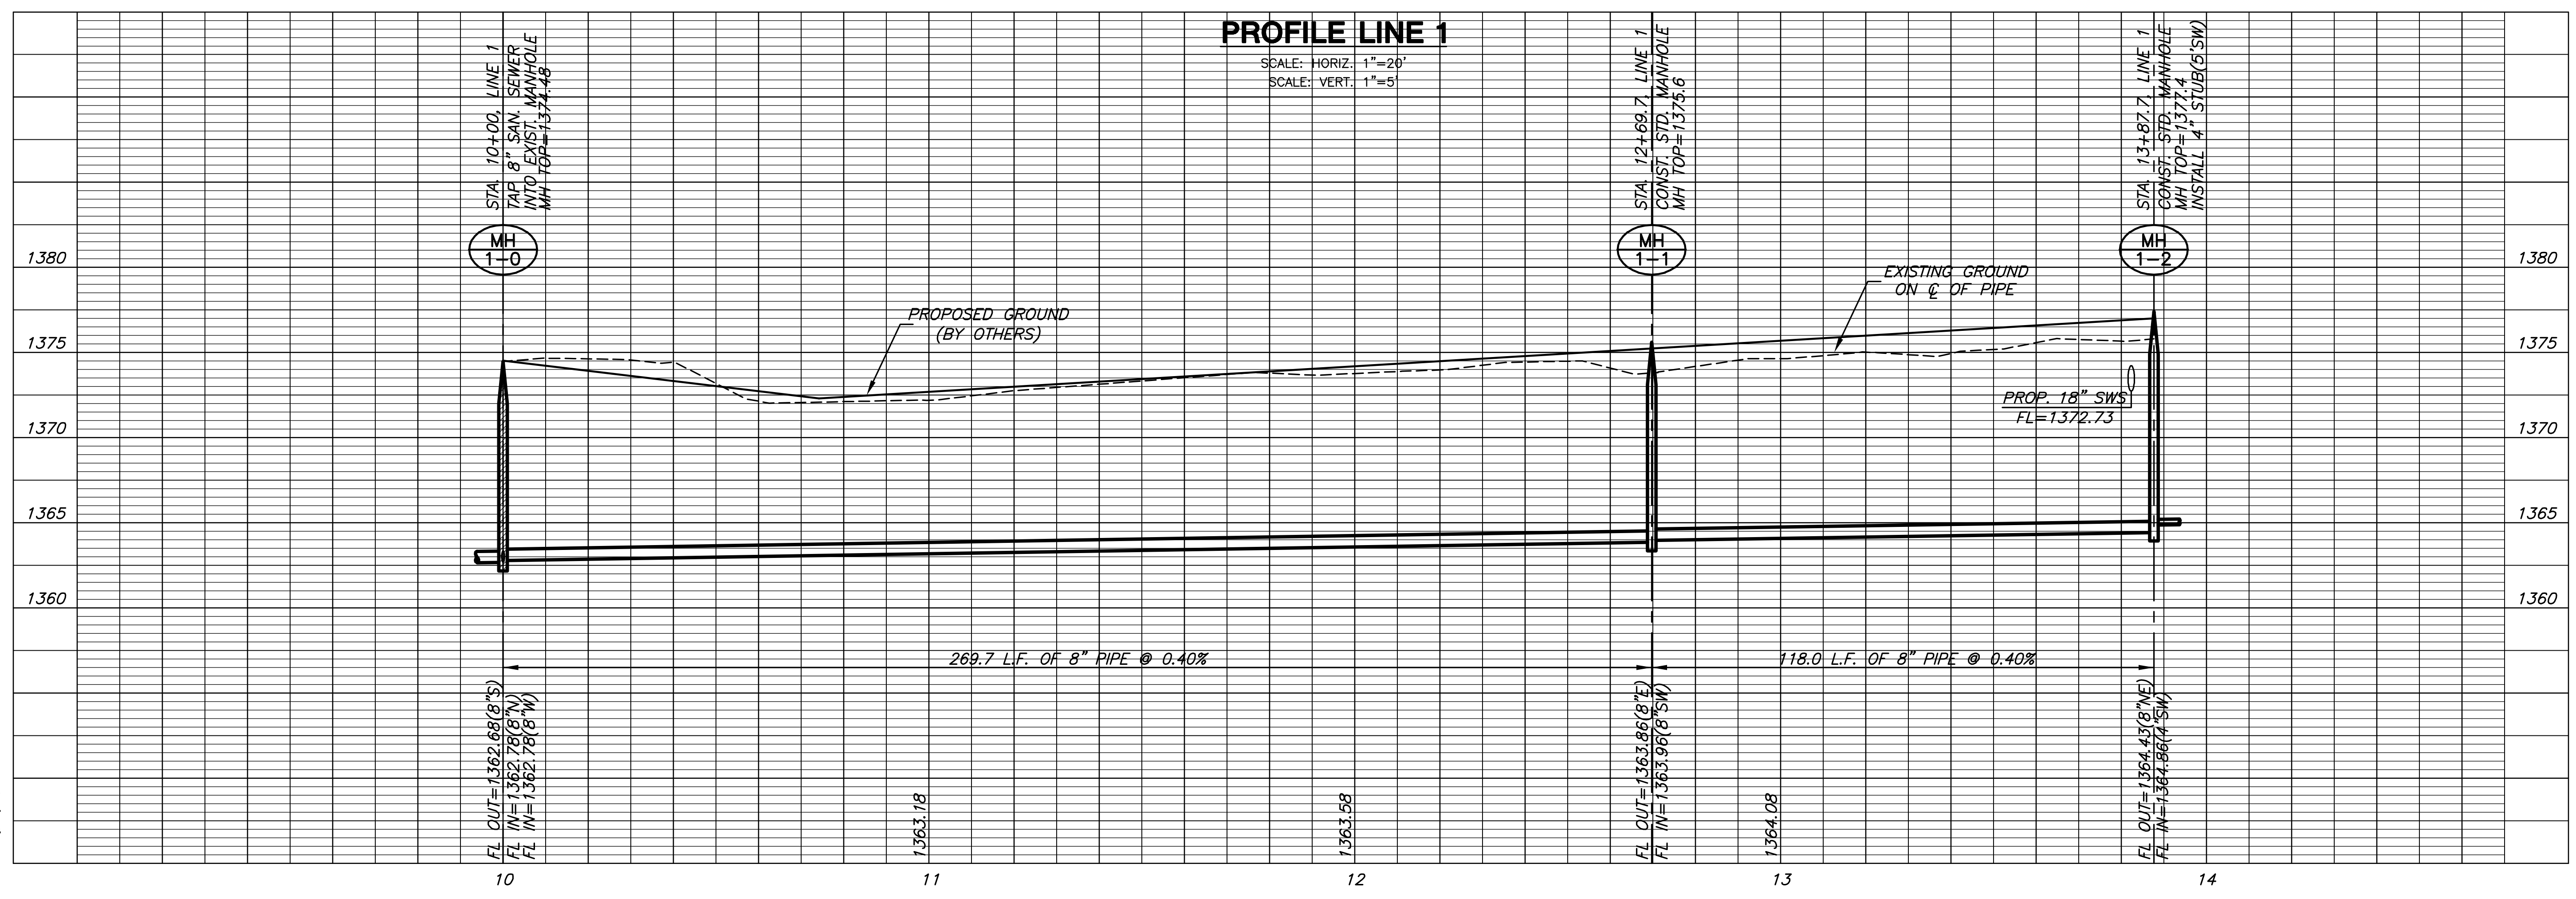 PROFILE LINE 1
SCALE: HORIZ. 1"=20'
SCALE: VERT. 1"=5'
STA. 10+00, LINE 1
TAP 8" SAN. SEWER
INTO EXIST. MANHOLE
MH TOP=1374.48
STA. 12+69.7, LINE 1
CONST. STD. MANHOLE
MH TOP=1375.6
STA. 13+87.7, LINE 1
CONST. STD. MANHOLE
MH TOP=1377.4
INSTALL 4" STUB(5'SW)
MH
1-0
MH
1-1
MH
1-2
1380
1380
EXISTING GROUND
ON ℄ OF PIPE
PROPOSED GROUND
(BY OTHERS)
1375
1375
PROP. 18" SWS
FL=1372.73
1370
1370
1365
1365
1360
1360
269.7 L.F. OF 8" PIPE @ 0.40%
118.0 L.F. OF 8" PIPE @ 0.40%
FL OUT=1362.68(8"S)
FL IN=1362.78(8"N)
FL IN=1362.78(8"W)
1363.18
1363.58
FL OUT=1363.86(8"E)
FL IN=1363.96(8"SW)
1364.08
FL OUT=1364.43(8"NE)
FL IN=1364.86(4"SW)
10
11
12
13
14